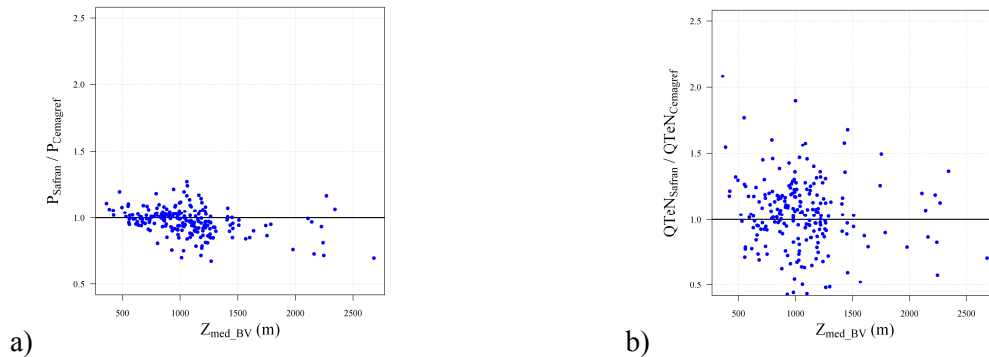 2.5
2.0
1.5
1.0
0.5
P_Safran / P_Cemagref
500 1000 1500 2000 2500
Z_med_BV (m)
a)
2.5
2.0
1.5
1.0
0.5
QTeN_Safran / QTeN_Cemagref
500 1000 1500 2000 2500
Z_med_BV (m)
b)